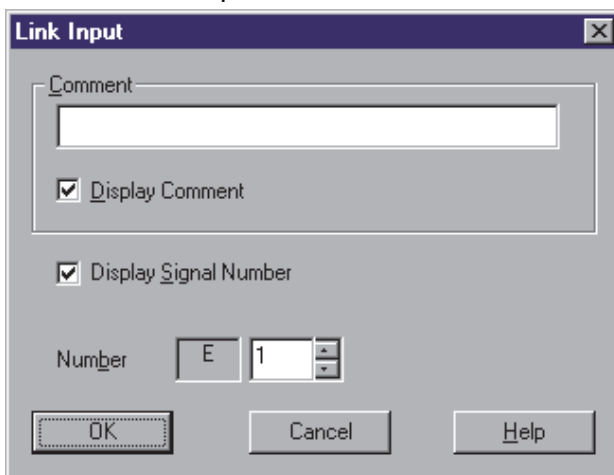 Link Input
Comment
Display Comment
Display Signal Number
Number E 1
OK Cancel Help